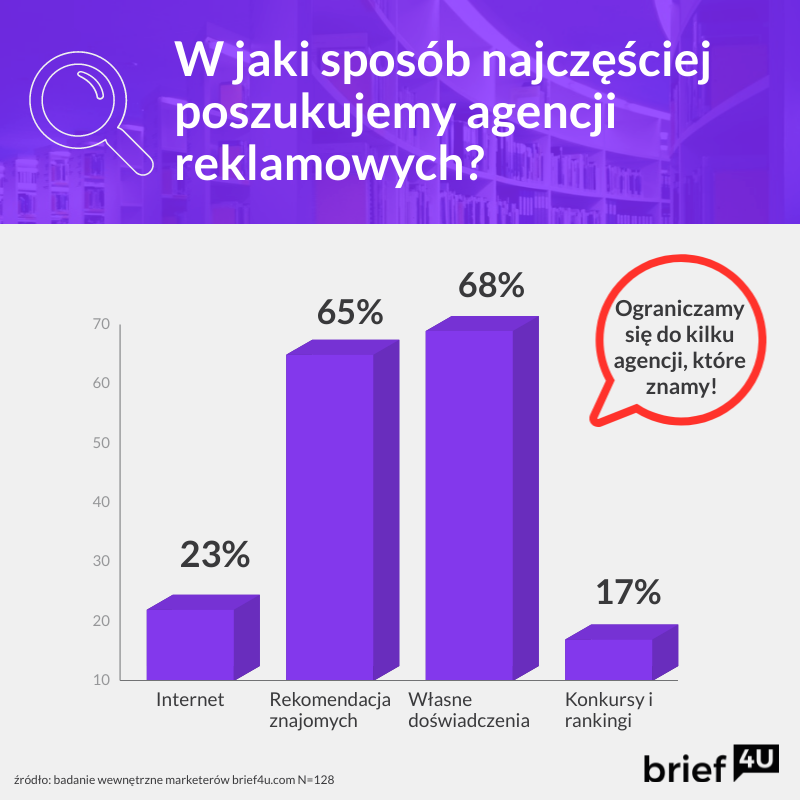 W jaki sposób najczęściej
poszukujemy agencji
reklamowych?
Ograniczamy
się do kilku
agencji, które
znamy!
70
60
50
40
30
20
10
23%
65%
68%
17%
Internet
Rekomendacja
znajomych
Własne
doświadczenia
Konkursy i
rankingi
źródło: badanie wewnętrzne marketerów brief4u.com N=128
brief 4U